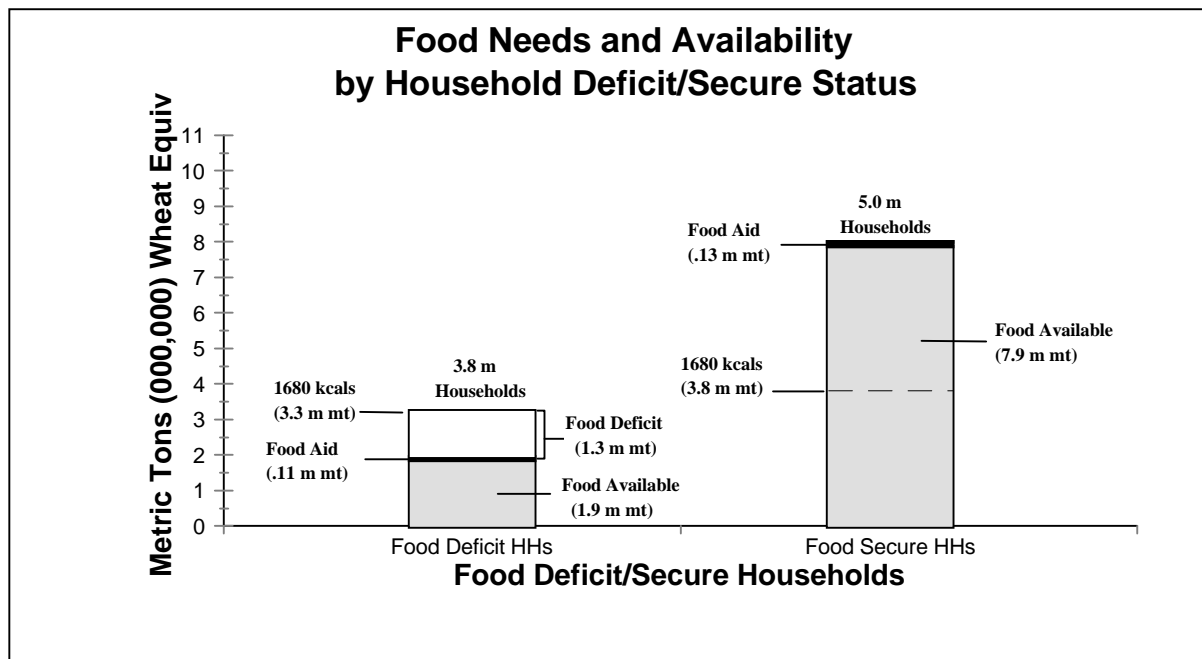 Food Needs and Availability
by Household Deficit/Secure Status
Metric Tons (000,000) Wheat Equiv
11
10
9
8
7
6
5
4
3
2
1
0
3.8 m
Households
1680 kcals
(3.3 m mt)
Food Aid
(.11 m mt)
Food Deficit
(1.3 m mt)
Food Available
(1.9 m mt)
5.0 m
Households
Food Aid
(.13 m mt)
1680 kcals
(3.8 m mt)
Food Available
(7.9 m mt)
Food Deficit HHs
Food Secure HHs
Food Deficit/Secure Households